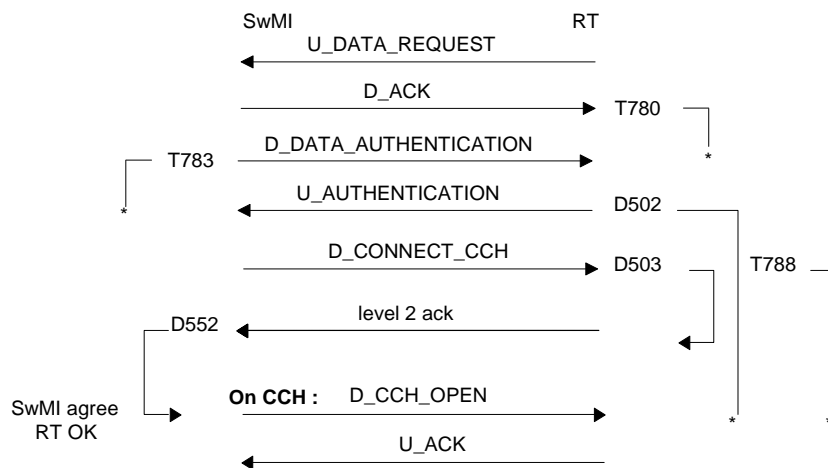 SwMI RT
U_DATA_REQUEST
D_ACK
T780
D_DATA_AUTHENTICATION
*
T783
U_AUTHENTICATION
D502
*
D_CONNECT_CCH
D503
T788
level 2 ack
D552
On CCH : D_CCH_OPEN
SwMI agree
RT OK
* *
U_ACK